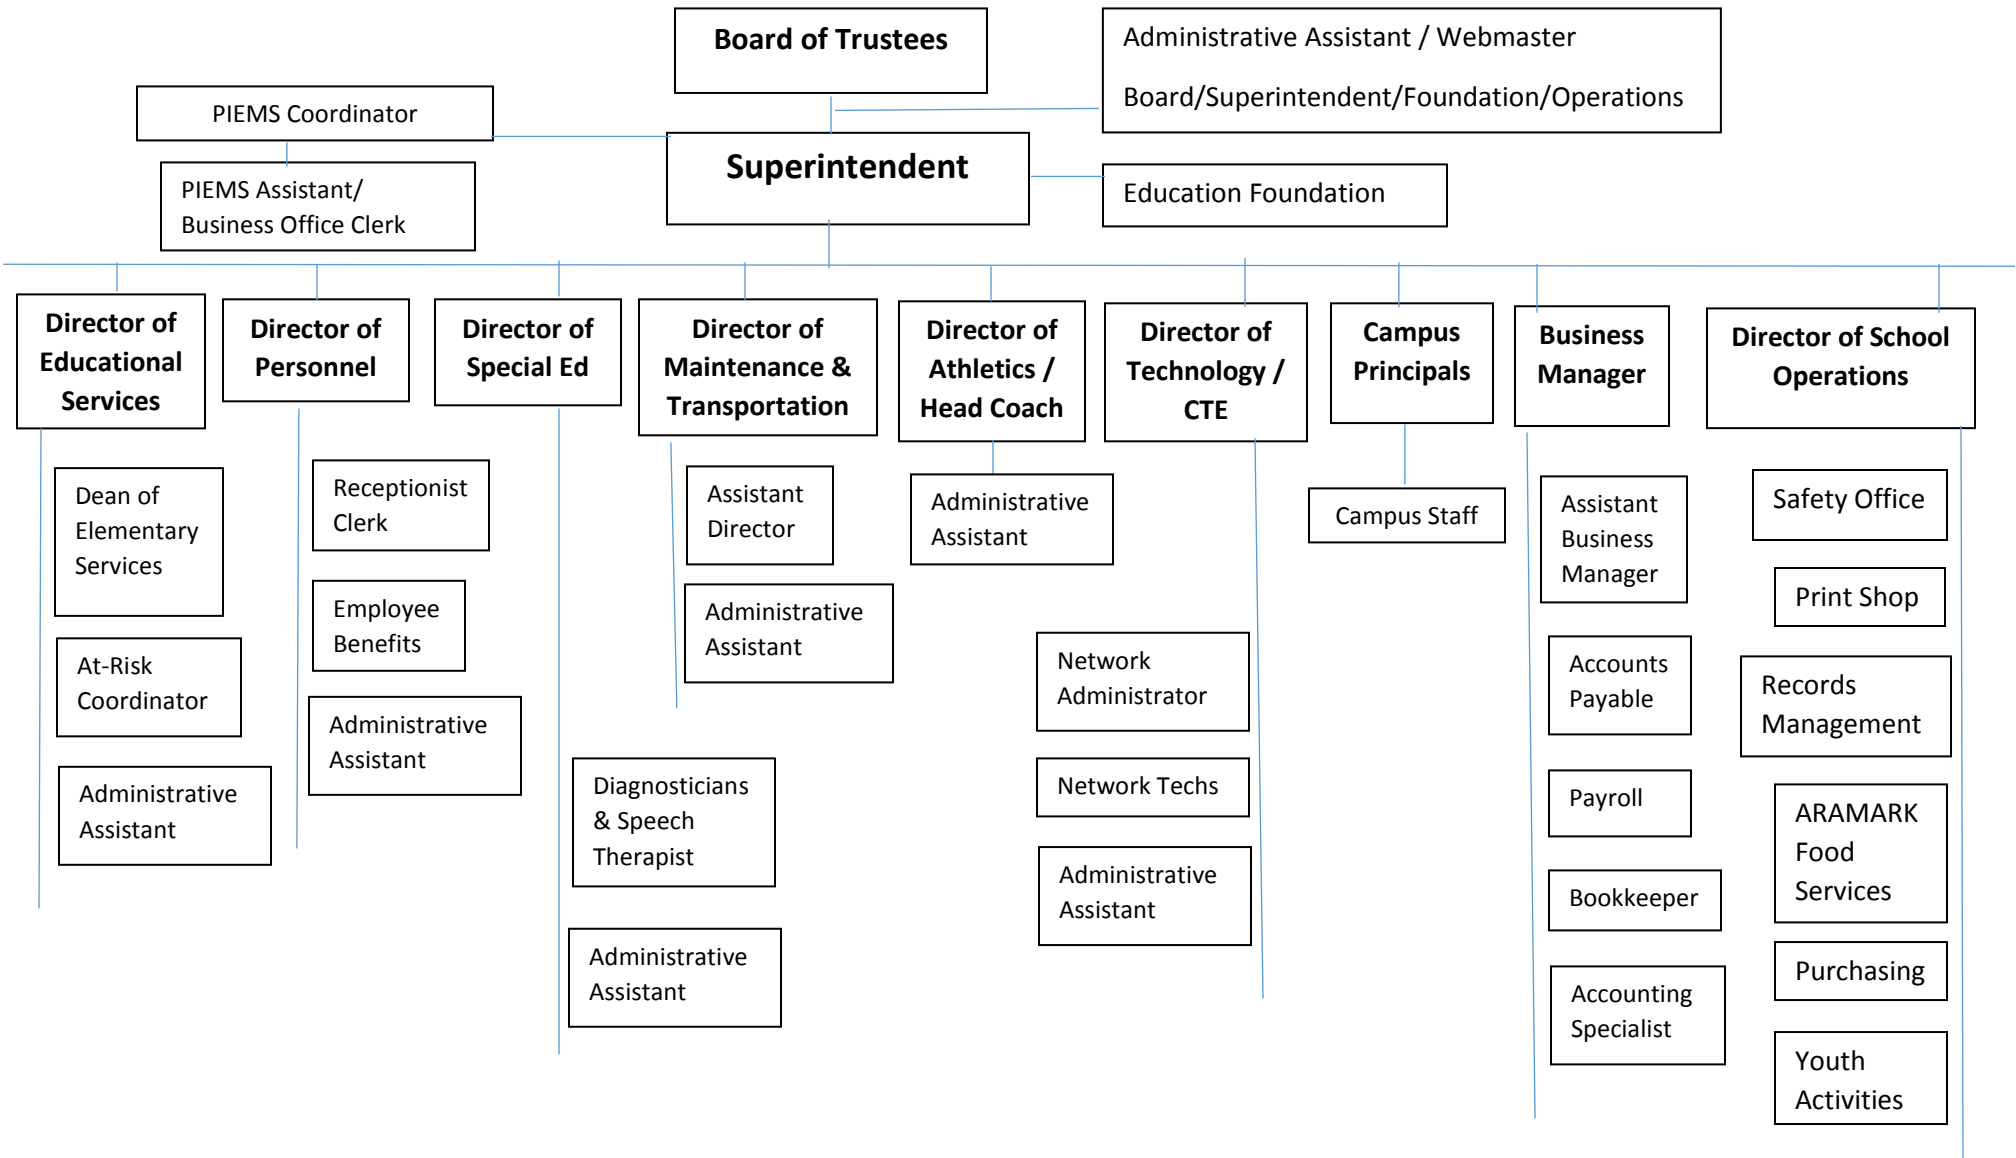 Board of Trustees
Administrative Assistant / Webmaster
Board/Superintendent/Foundation/Operations
PIEMS Coordinator
Superintendent
PIEMS Assistant/
Business Office Clerk
Education Foundation
Director of
Educational
Services
Director of
Personnel
Director of
Special Ed
Director of
Maintenance &
Transportation
Director of
Athletics /
Head Coach
Director of
Technology /
CTE
Campus
Principals
Business
Manager
Director of School
Operations
Dean of
Elementary
Services
At-Risk
Coordinator
Administrative
Assistant
Receptionist
Clerk
Employee
Benefits
Administrative
Assistant
Diagnosticians
& Speech
Therapist
Administrative
Assistant
Assistant
Director
Administrative
Assistant
Administrative
Assistant
Network
Administrator
Network Techs
Administrative
Assistant
Campus Staff
Assistant
Business
Manager
Accounts
Payable
Payroll
Bookkeeper
Accounting
Specialist
Safety Office
Print Shop
Records
Management
ARAMARK
Food
Services
Purchasing
Youth
Activities